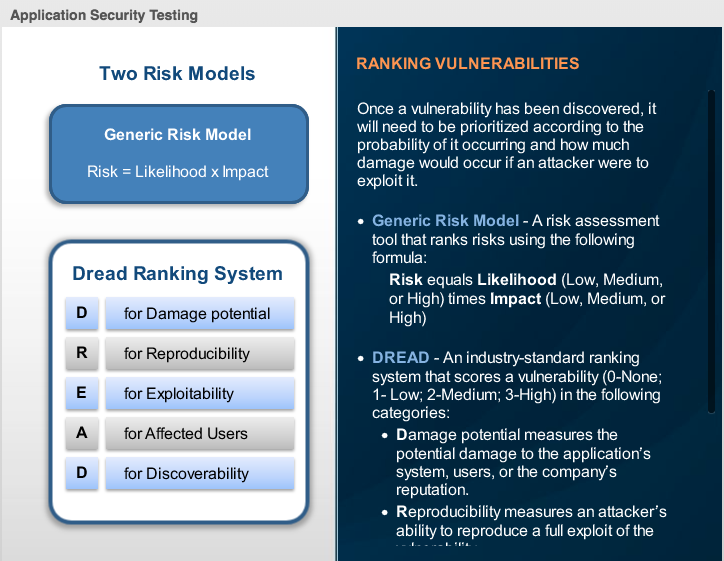 Application Security Testing
Two Risk Models
Generic Risk Model
Risk = Likelihood x Impact
Dread Ranking System
D for Damage potential
R for Reproducibility
E for Exploitability
A for Affected Users
D for Discoverability
RANKING VULNERABILITIES
Once a vulnerability has been discovered, it
will need to be prioritized according to the
probability of it occurring and how much
damage would occur if an attacker were to
exploit it.
• Generic Risk Model - A risk assessment
tool that ranks risks using the following
formula:
Risk equals Likelihood (Low, Medium,
or High) times Impact (Low, Medium, or
High)
• DREAD - An industry-standard ranking
system that scores a vulnerability (0-None;
1- Low; 2-Medium; 3-High) in the following
categories:
• Damage potential measures the
potential damage to the application's
system, users, or the company's
reputation.
• Reproducibility measures an attacker's
ability to reproduce a full exploit of the